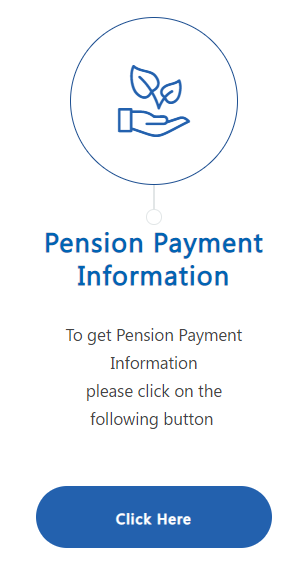 Pension Payment
Information
To get Pension Payment
Information
please click on the
following button
Click Here